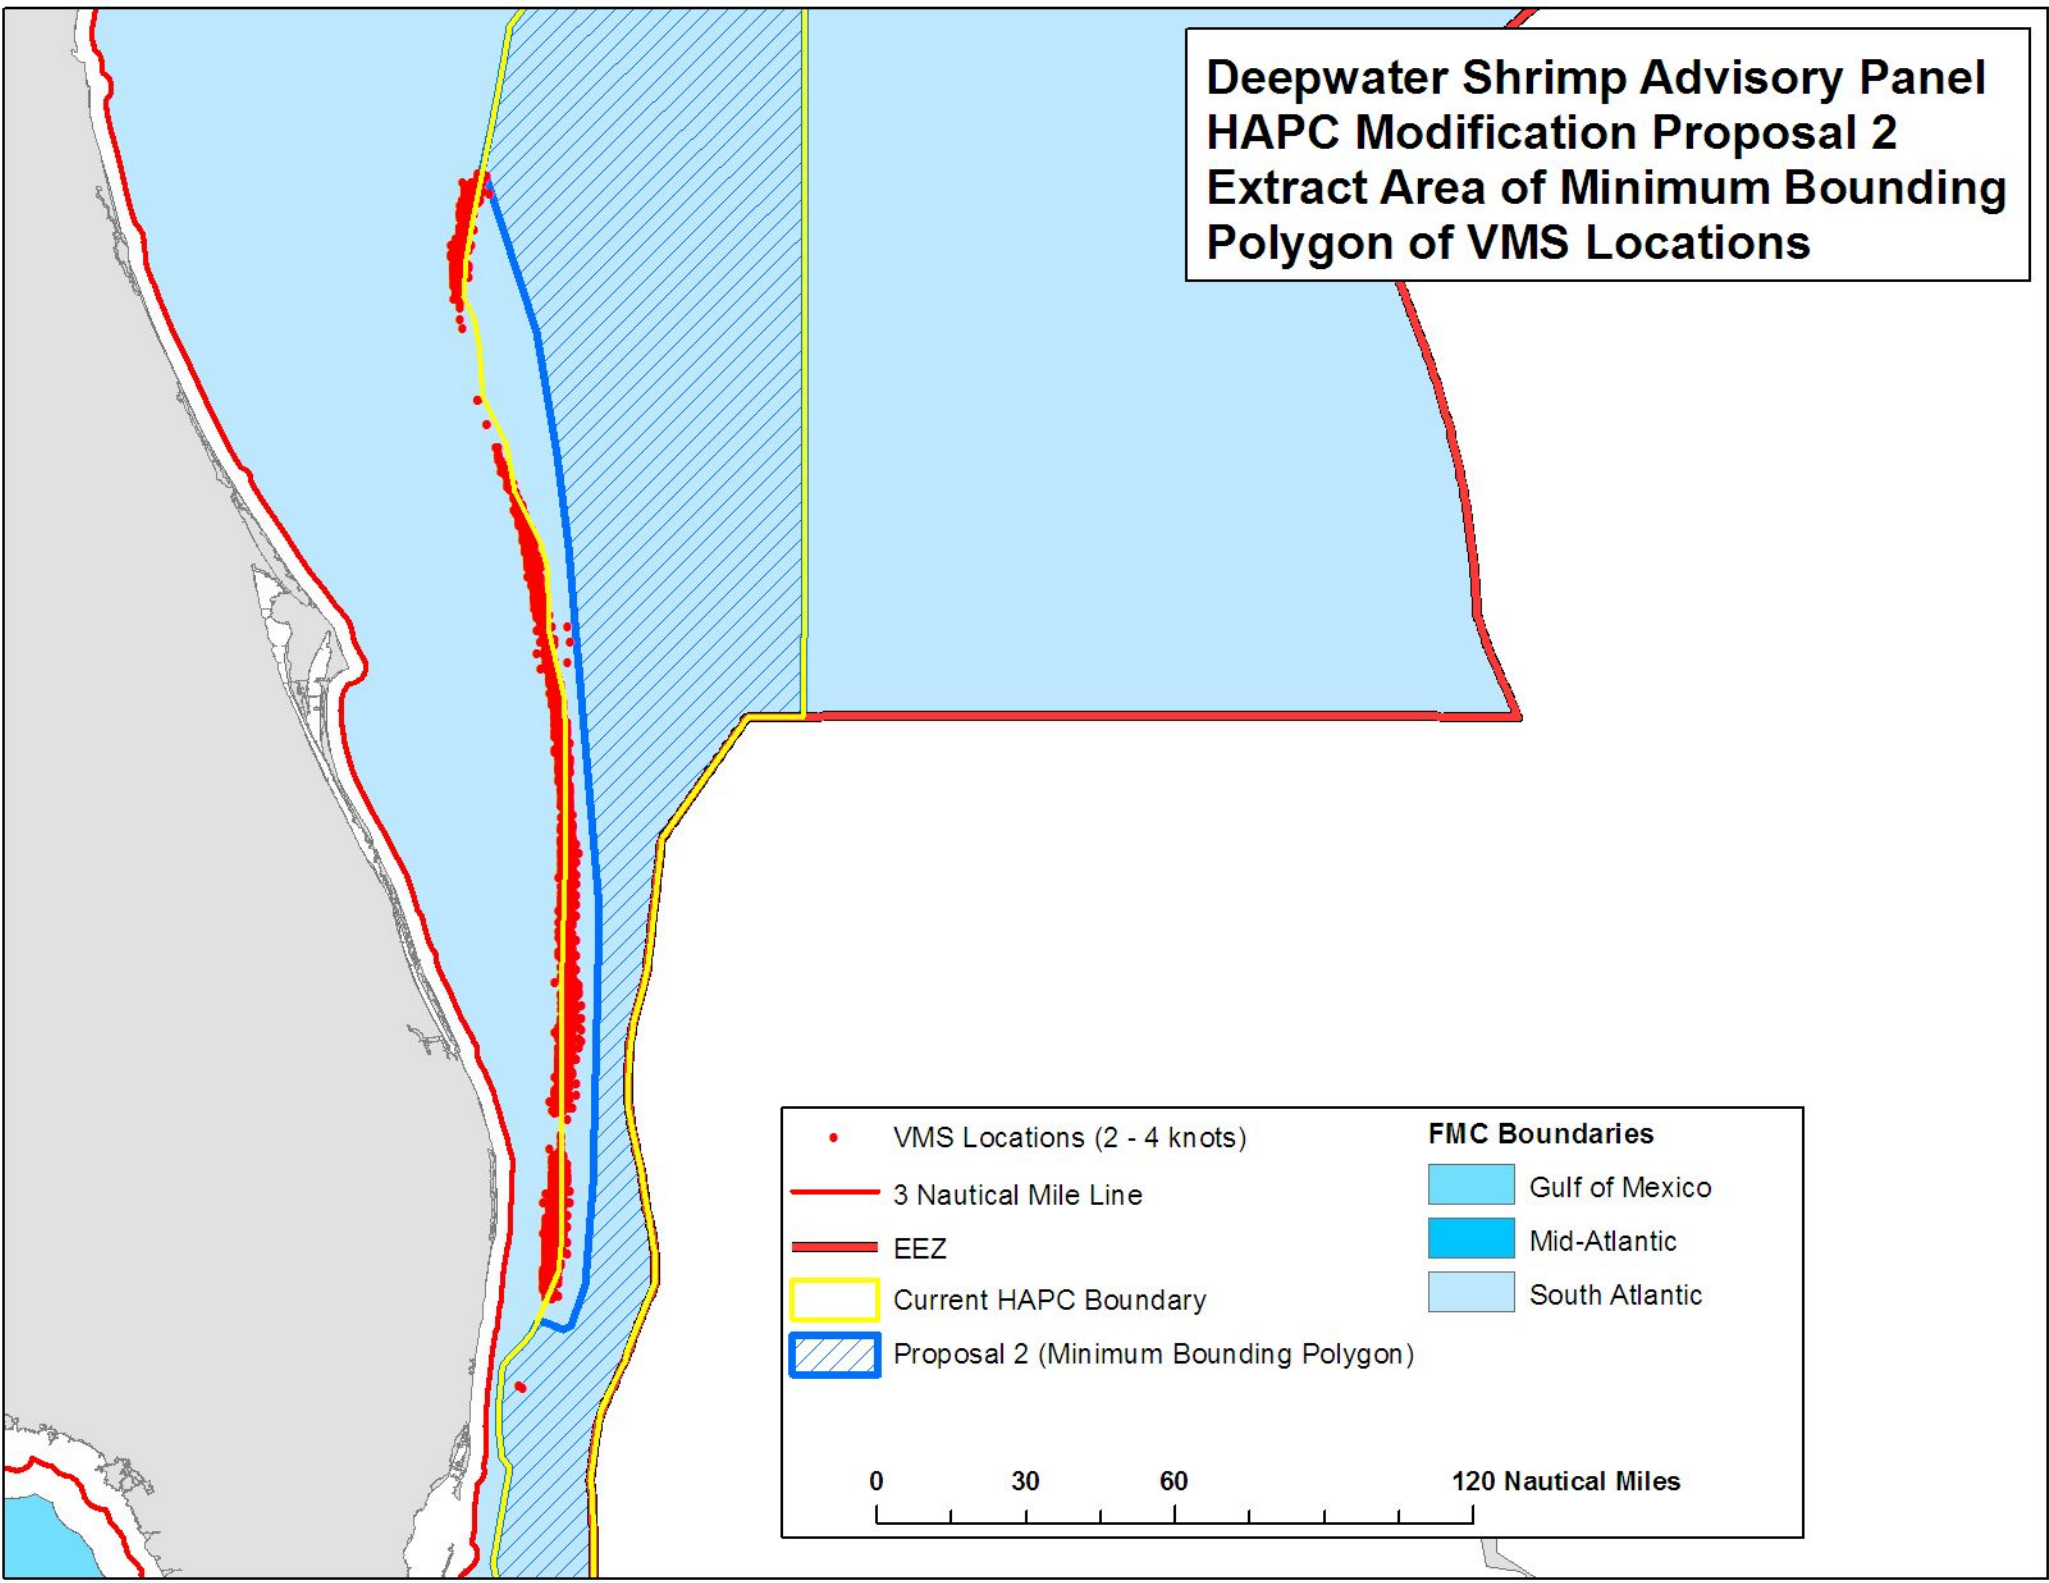 Deepwater Shrimp Advisory Panel
HAPC Modification Proposal 2
Extract Area of Minimum Bounding
Polygon of VMS Locations
VMS Locations (2 - 4 knots)
3 Nautical Mile Line
EEZ
Current HAPC Boundary
Proposal 2 (Minimum Bounding Polygon)
FMC Boundaries
Gulf of Mexico
Mid-Atlantic
South Atlantic
0 30 60 120 Nautical Miles